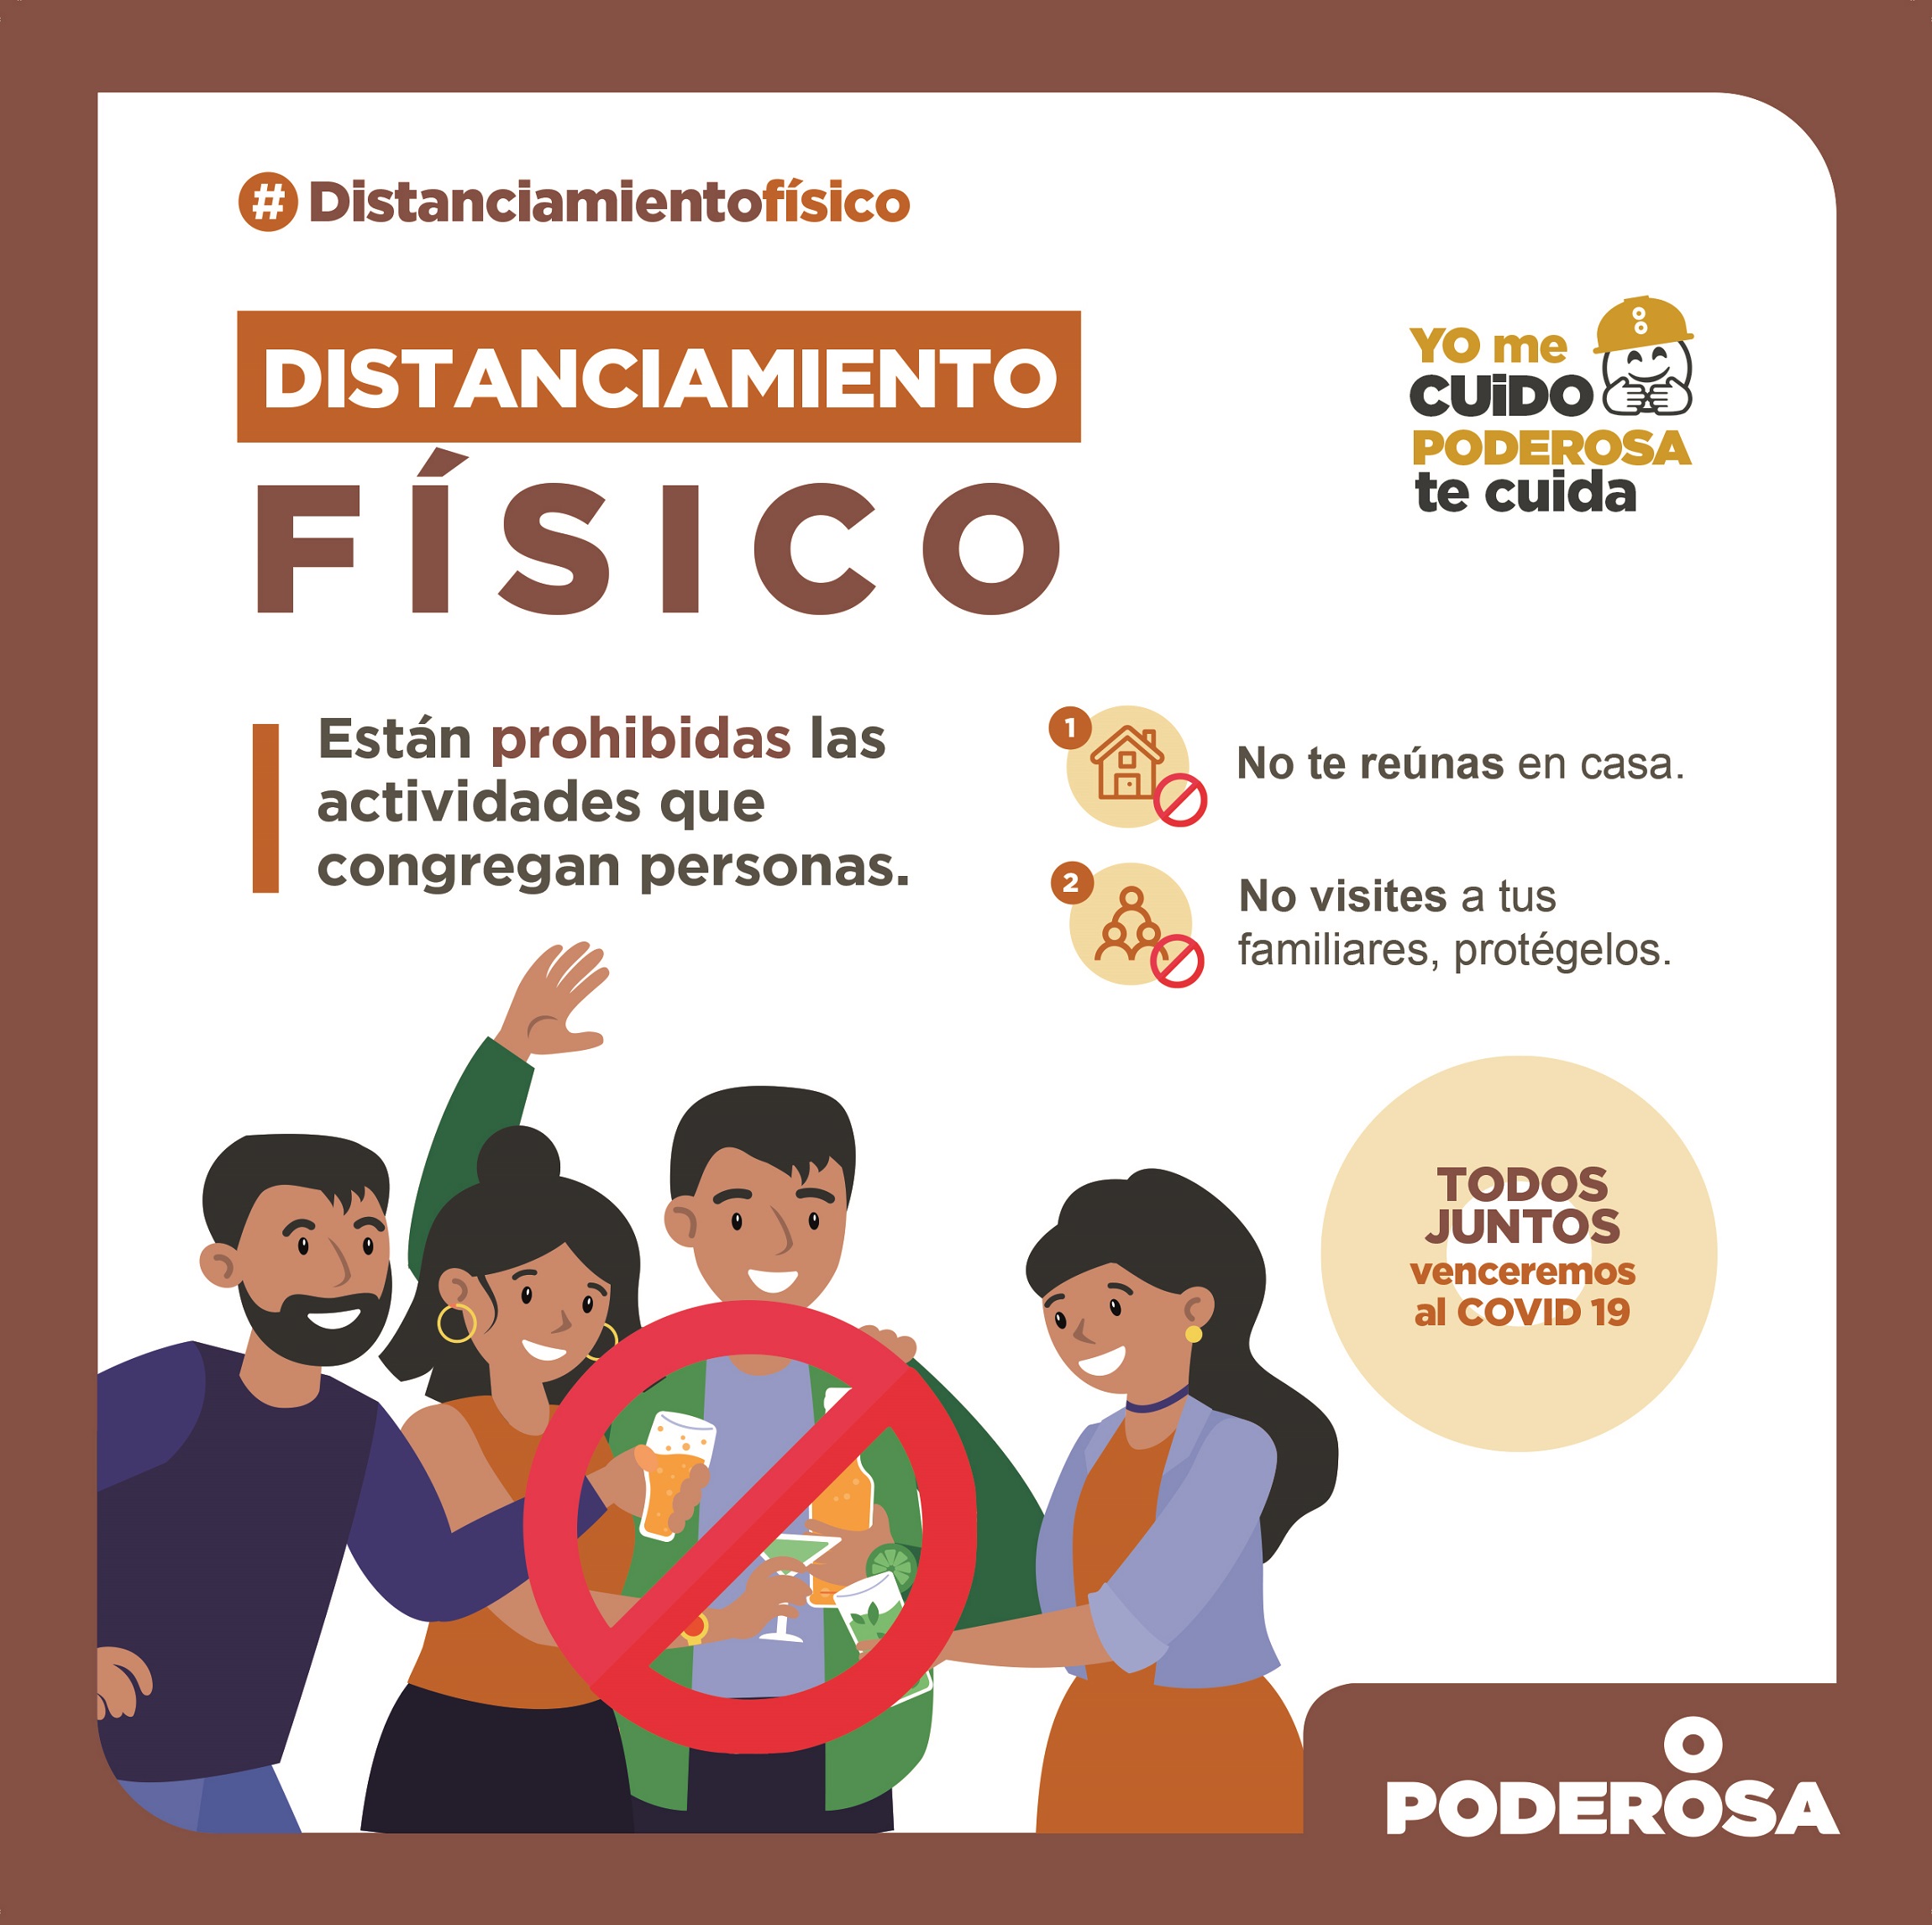 # Distanciamientofísico
DISTANCIAMIENTO
FÍSICO
YO me
CUiDO
PODEROSA
te cuida
Están prohibidas las
actividades que
congregan personas.
1
No te reúnas en casa.
2
No visites a tus
familiares, protégelos.
TODOS
JUNTOS
venceremos
al COVID 19
PODEROSA